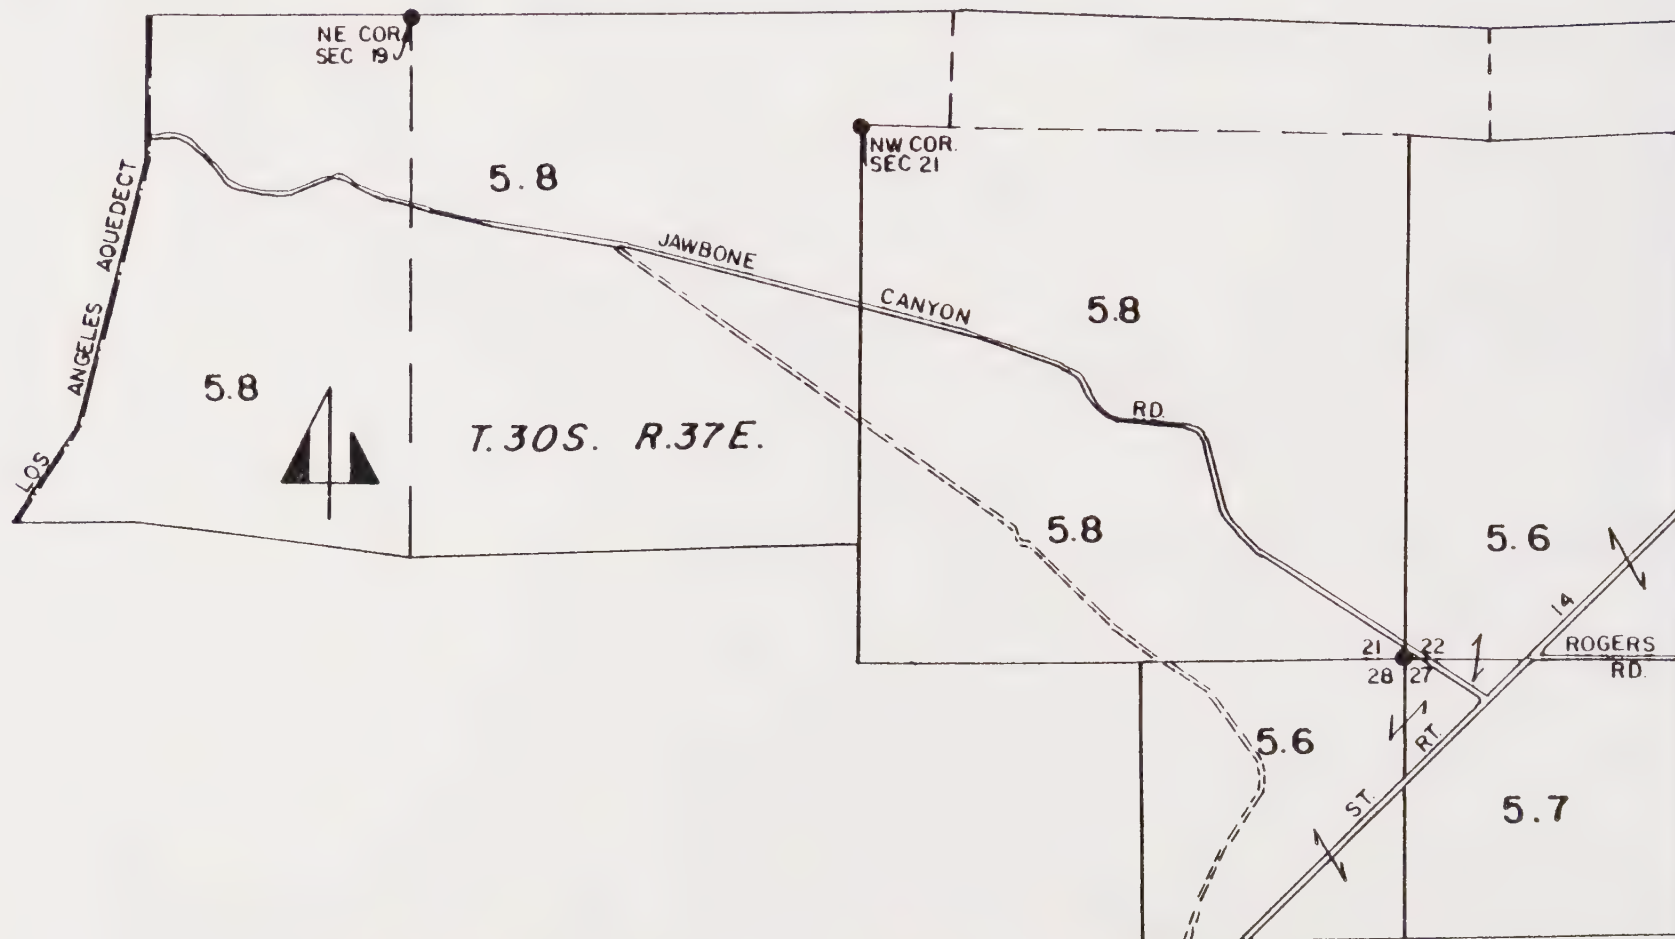 NE COR.
SEC 19
NW COR.
SEC 21
5.8
LOS ANGELES AQUEDECT
JAWBONE CANYON RD.
5.8
5.8
T.30S. R.37E.
5.8
5.6
14
21 22
28 27
ROGERS
RD.
5.6
ST. RT.
5.7